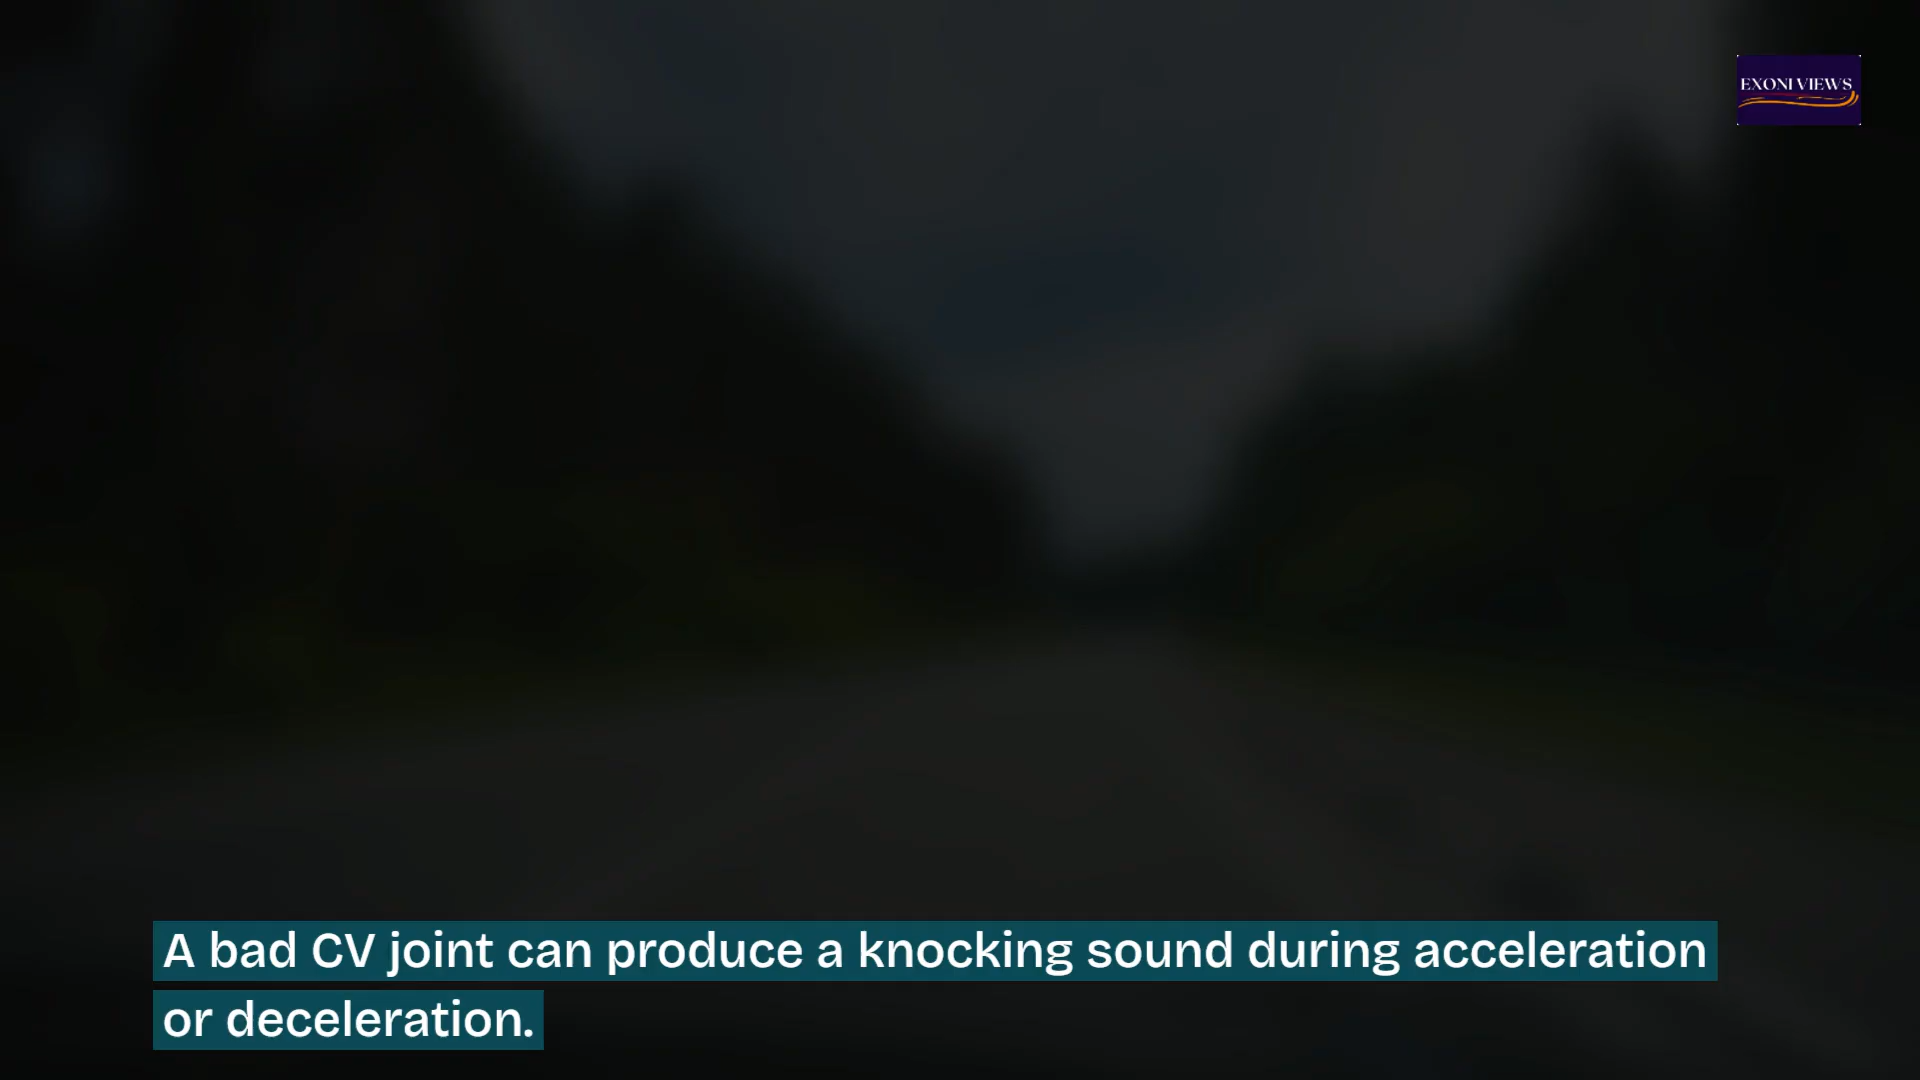 EXONI VIEWS
A bad CV joint can produce a knocking sound during acceleration
or deceleration.